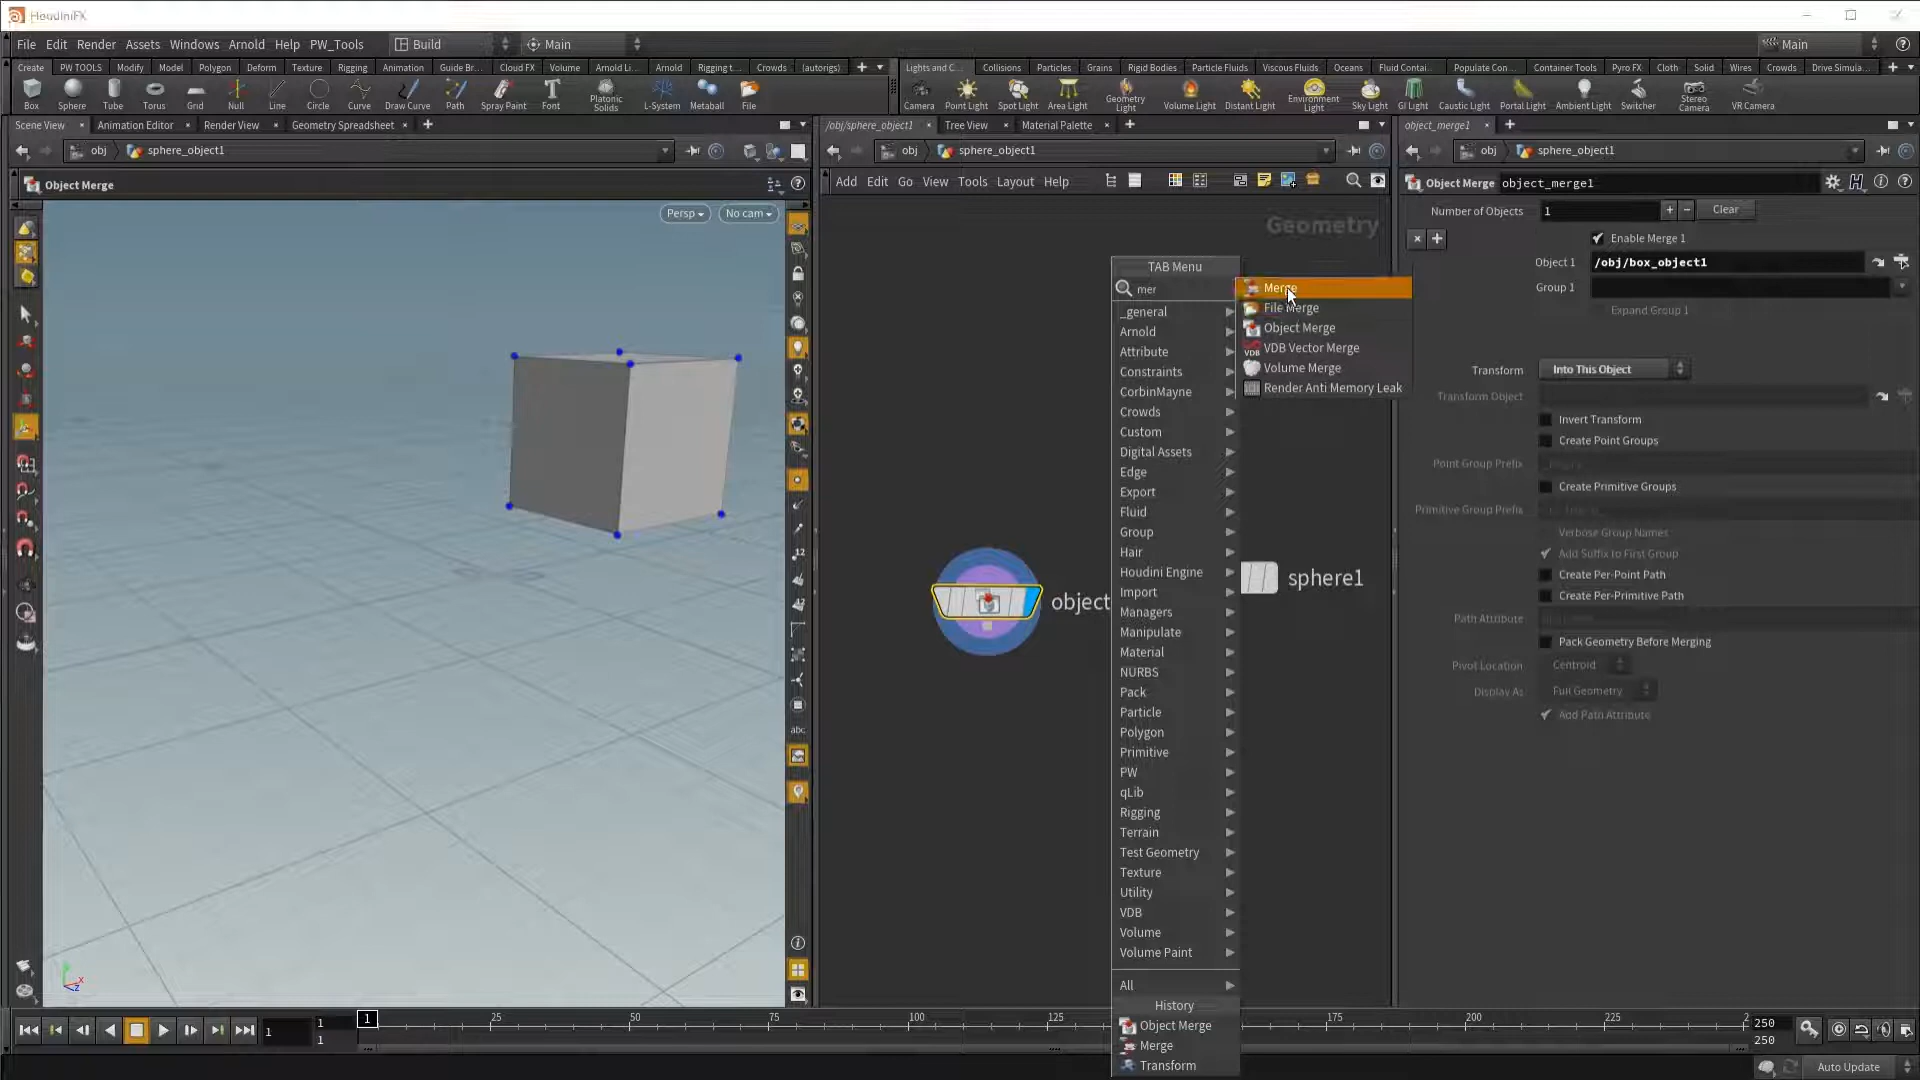 HoudiniFX
File Edit Render Assets Windows Arnold Help PW_Tools Build Main Main
Create PW TOOLS Modify Model Polygon Deform Texture Rigging Animation Guide Br... Cloud FX Volume Arnold Li... Arnold Rigging t... Crowds (autorigs)
Lights and C... Collisions Particles Grains Rigid Bodies Particle Fluids Viscous Fluids Oceans Fluid Contai... Populate Con... Container Tools Pyro FX Cloth Solid Wires Crowds Drive Simula...
Box Sphere Tube Torus Grid Null Line Circle Curve Draw Curve Path Spray Paint Font Platonic Solids L-System Metaball File
Camera Point Light Spot Light Area Light Geometry Light Volume Light Distant Light Environment Light Sky Light GI Light Caustic Light Portal Light Ambient Light Switcher Stereo Camera VR Camera
Scene View Animation Editor Render View Geometry Spreadsheet
/obj/sphere_object1 Tree View Material Palette
object_merge1
obj sphere_object1
obj sphere_object1
obj sphere_object1
Object Merge
Persp No cam
Add Edit Go View Tools Layout Help
Geometry
object
sphere1
TAB Menu
mer
_general
Arnold
Attribute
Constraints
CorbinMayne
Crowds
Custom
Digital Assets
Edge
Export
Fluid
Group
Hair
Houdini Engine
Import
Managers
Manipulate
Material
NURBS
Pack
Particle
Polygon
Primitive
PW
qLib
Rigging
Terrain
Test Geometry
Texture
Utility
VDB
Volume
Volume Paint
All
History
Object Merge
Merge
Transform
Merge
File Merge
Object Merge
VDB Vector Merge
Volume Merge
Render Anti Memory Leak
Object Merge object_merge1
Number of Objects 1 + - Clear
Enable Merge 1
Object 1 /obj/box_object1
Group 1
Expand Group 1
Transform Into This Object
Transform Object
Invert Transform
Create Point Groups
Point Group Prefix
Create Primitive Groups
Primitive Group Prefix
Verbose Group Names
Add Suffix to First Group
Create Per-Point Path
Create Per-Primitive Path
Path Attribute
Pack Geometry Before Merging
Pivot Location Centroid
Display As Full Geometry
Add Path Attribute
1 1 1 1 25 50 75 100 125 175 200 225 2 250
250
Auto Update